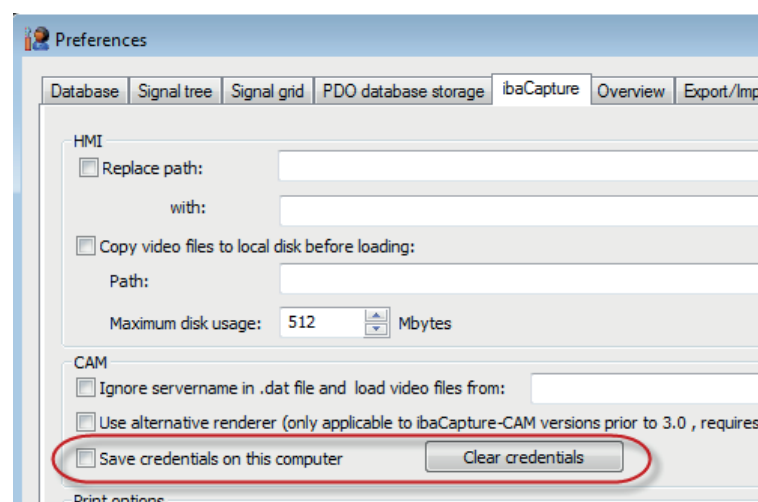 Preferences
Database Signal tree Signal grid PDO database storage ibaCapture Overview Export/Imp
HMI
Replace path:
with:
Copy video files to local disk before loading:
Path:
Maximum disk usage: 512 Mbytes
CAM
Ignore servername in .dat file and load video files from:
Use alternative renderer (only applicable to ibaCapture-CAM versions prior to 3.0 , requires
Save credentials on this computer Clear credentials
Print options